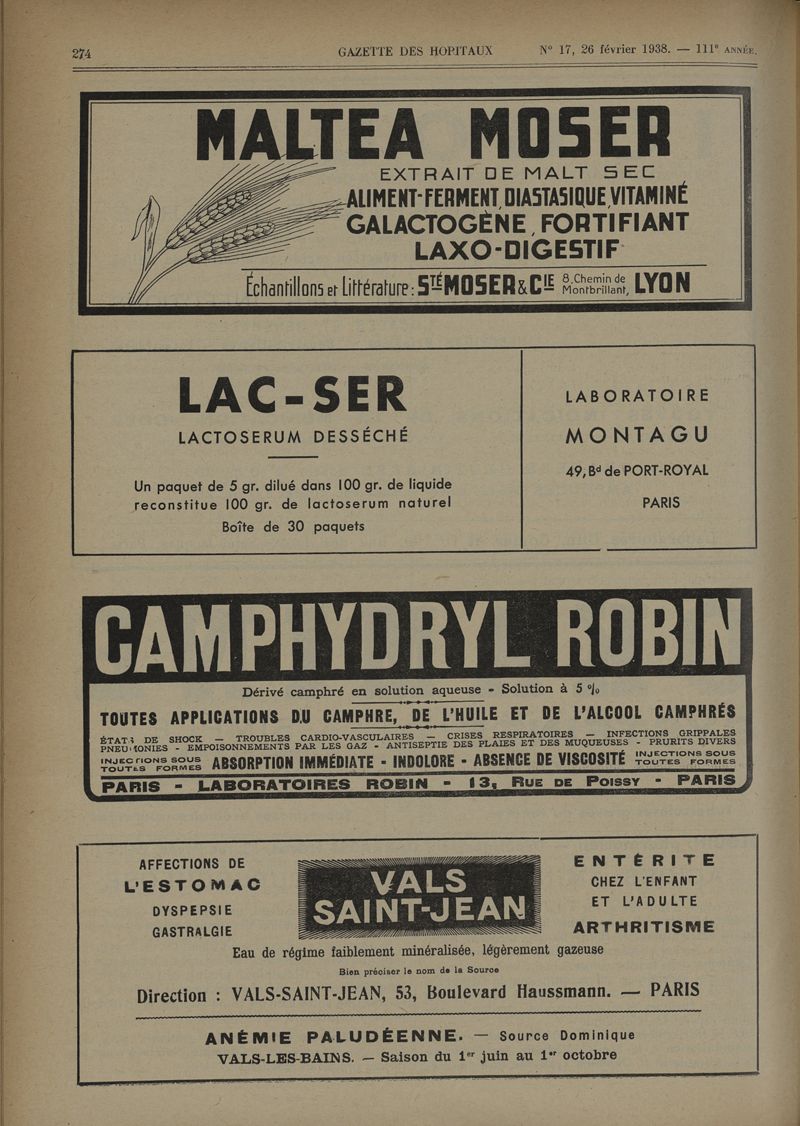 274
GAZETTE DES HOPITAUX
N° 17, 26 février 1938. — 111e ANNÉE.
MALTEA MOSER
EXTRAIT DE MALT SEC
ALIMENT-FERMENT, DIASTASIQUE, VITAMINÉ
GALACTOGÈNE, FORTIFIANT
LAXO-DIGESTIF
Échantillons et Littérature : STÉ MOSER & CIE 8, Chemin de Montbrillant, LYON
LAC-SER
LACTOSERUM DESSÉCHÉ
Un paquet de 5 gr. dilué dans 100 gr. de liquide
reconstitue 100 gr. de lactoserum naturel
Boîte de 30 paquets
LABORATOIRE
MONTAGU
49, Bd de PORT-ROYAL
PARIS
CAMPHYDRYL ROBIN
Dérivé camphré en solution aqueuse - Solution à 5 %
TOUTES APPLICATIONS DU CAMPHRE, DE L'HUILE ET DE L'ALCOOL CAMPHRÉS
ÉTATS DE SHOCK — TROUBLES CARDIO-VASCULAIRES — CRISES RESPIRATOIRES — INFECTIONS GRIPPALES
PNEUMONIES - EMPOISONNEMENTS PAR LES GAZ - ANTISEPTIE DES PLAIES ET DES MUQUEUSES - PRURITS DIVERS
INJECTIONS SOUS TOUTES FORMES ABSORPTION IMMÉDIATE - INDOLORE - ABSENCE DE VISCOSITÉ INJECTIONS SOUS TOUTES FORMES
PARIS - LABORATOIRES ROBIN - 13, RUE DE POISSY - PARIS
AFFECTIONS DE
L'ESTOMAC
DYSPEPSIE
GASTRALGIE
VALS
SAINT-JEAN
ENTÉRITE
CHEZ L'ENFANT
ET L'ADULTE
ARTHRITISME
Eau de régime faiblement minéralisée, légèrement gazeuse
Bien préciser le nom de la Source
Direction : VALS-SAINT-JEAN, 53, Boulevard Haussmann. — PARIS
ANÉMIE PALUDÉENNE. — Source Dominique
VALS-LES-BAINS. — Saison du 1er juin au 1er octobre